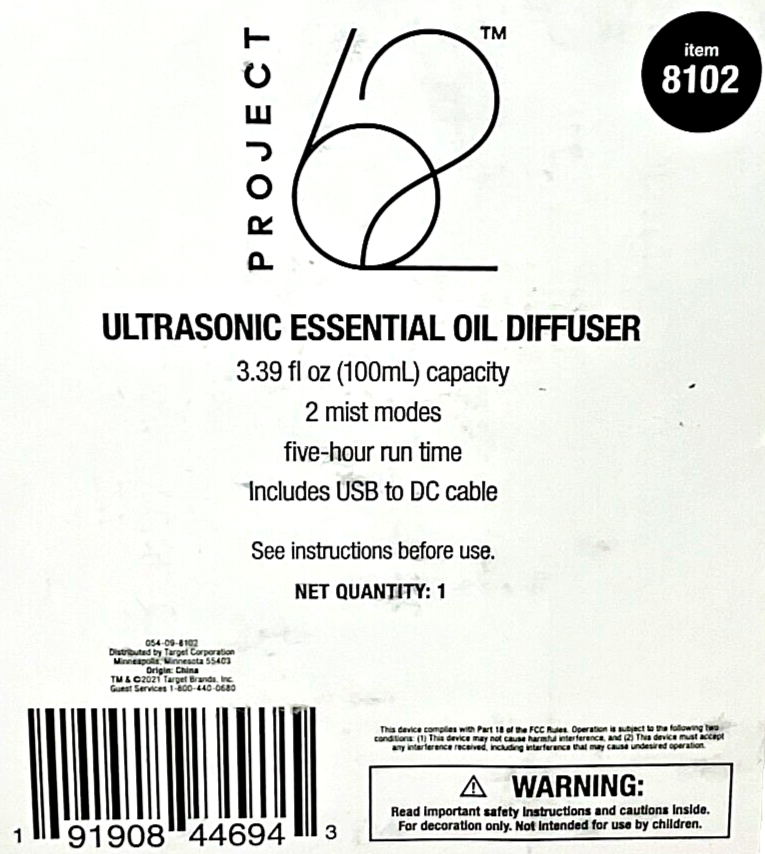 PROJECT
62™
item
8102
ULTRASONIC ESSENTIAL OIL DIFFUSER
3.39 fl oz (100mL) capacity
2 mist modes
five-hour run time
Includes USB to DC cable
See instructions before use.
NET QUANTITY: 1
054-09-8102
Distributed by Target Corporation
Minneapolis, Minnesota 55403
Origin: China
TM & ©2021 Target Brands, Inc.
Guest Services 1-800-440-0680
1 91908 44694 3
This device complies with Part 18 of the FCC Rules. Operation is subject to the following two
conditions: (1) This device may not cause harmful interference, and (2) This device must accept
any interference received, including interference that may cause undesired operation.
⚠ WARNING:
Read important safety instructions and cautions inside.
For decoration only. Not intended for use by children.